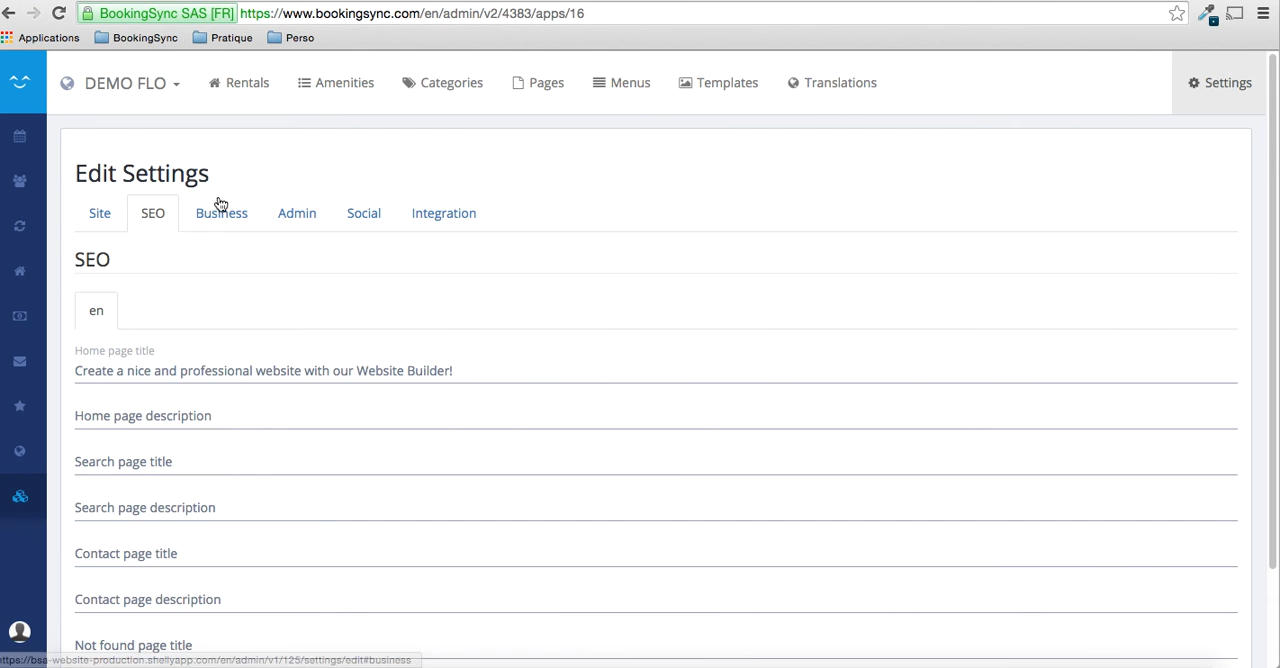 BookingSync SAS [FR] https://www.bookingsync.com/en/admin/v2/4383/apps/16
Applications BookingSync Pratique Perso
DEMO FLO Rentals Amenities Categories Pages Menus Templates Translations Settings
Edit Settings
Site SEO Business Admin Social Integration
SEO
en
Home page title
Create a nice and professional website with our Website Builder!
Home page description
Search page title
Search page description
Contact page title
Contact page description
Not found page title
https://bsa-website-production.shellyapp.com/en/admin/v1/125/settings/edit#business